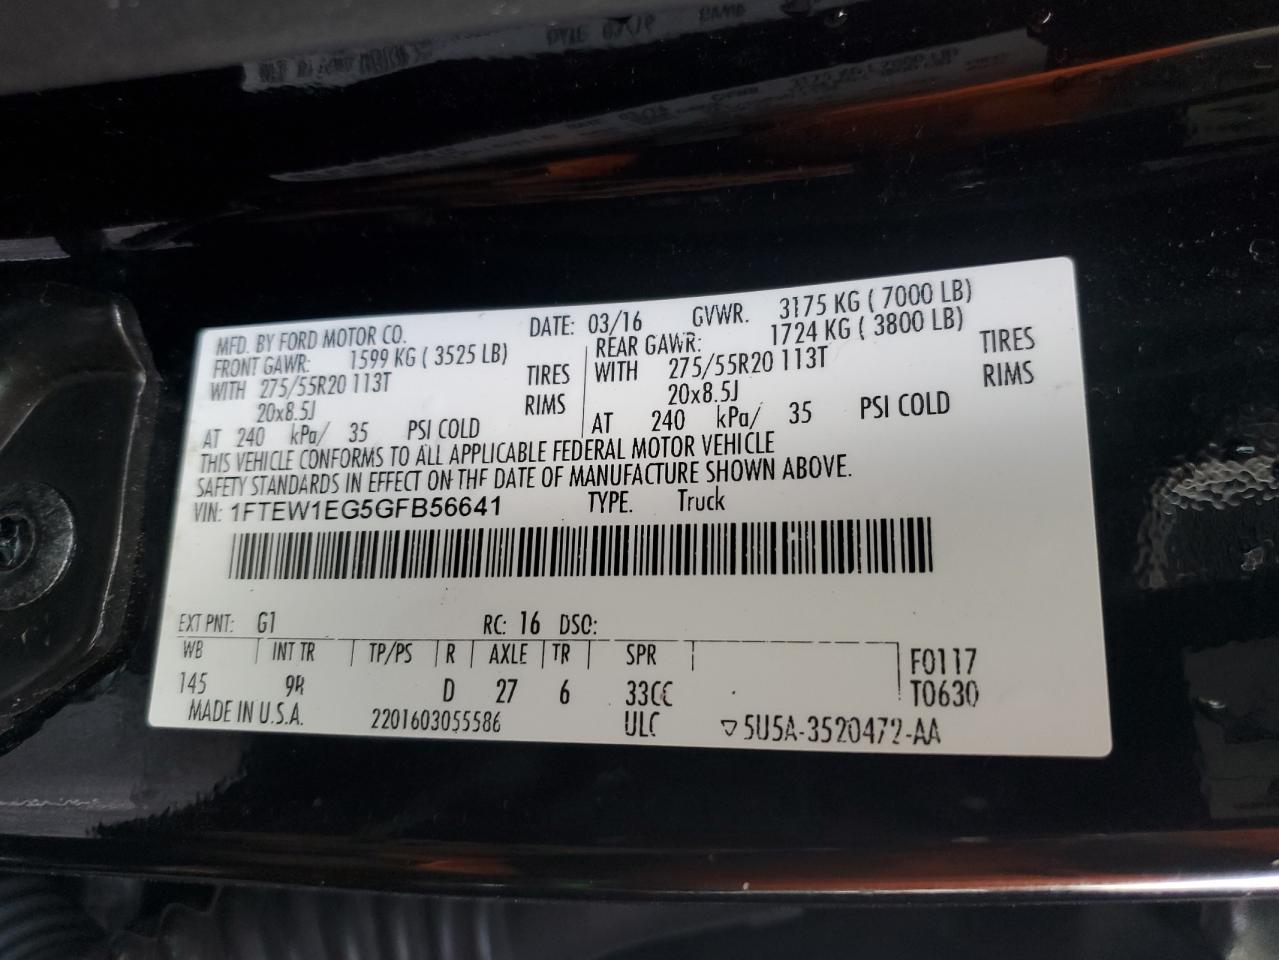 MFD. BY FORD MOTOR CO. DATE: 03/16 GVWR. 3175 KG ( 7000 LB)
FRONT GAWR: 1599 KG ( 3525 LB) REAR GAWR: 1724 KG ( 3800 LB)
WITH 275/55R20 113T TIRES WITH 275/55R20 113T TIRES
20x8.5J RIMS 20x8.5J RIMS
AT 240 kPa/ 35 PSI COLD AT 240 kPa/ 35 PSI COLD
THIS VEHICLE CONFORMS TO ALL APPLICABLE FEDERAL MOTOR VEHICLE
SAFETY STANDARDS IN EFFECT ON THE DATE OF MANUFACTURE SHOWN ABOVE.
VIN: 1FTEW1EG5GFB56641 TYPE. Truck
EXT PNT: G1 RC: 16 DSO:
WB INT TR TP/PS R AXLE TR SPR F0117
145 9R D 27 6 33CC T0630
MADE IN U.S.A. 2201603055586 ULC ▽5U5A-3520472-AA